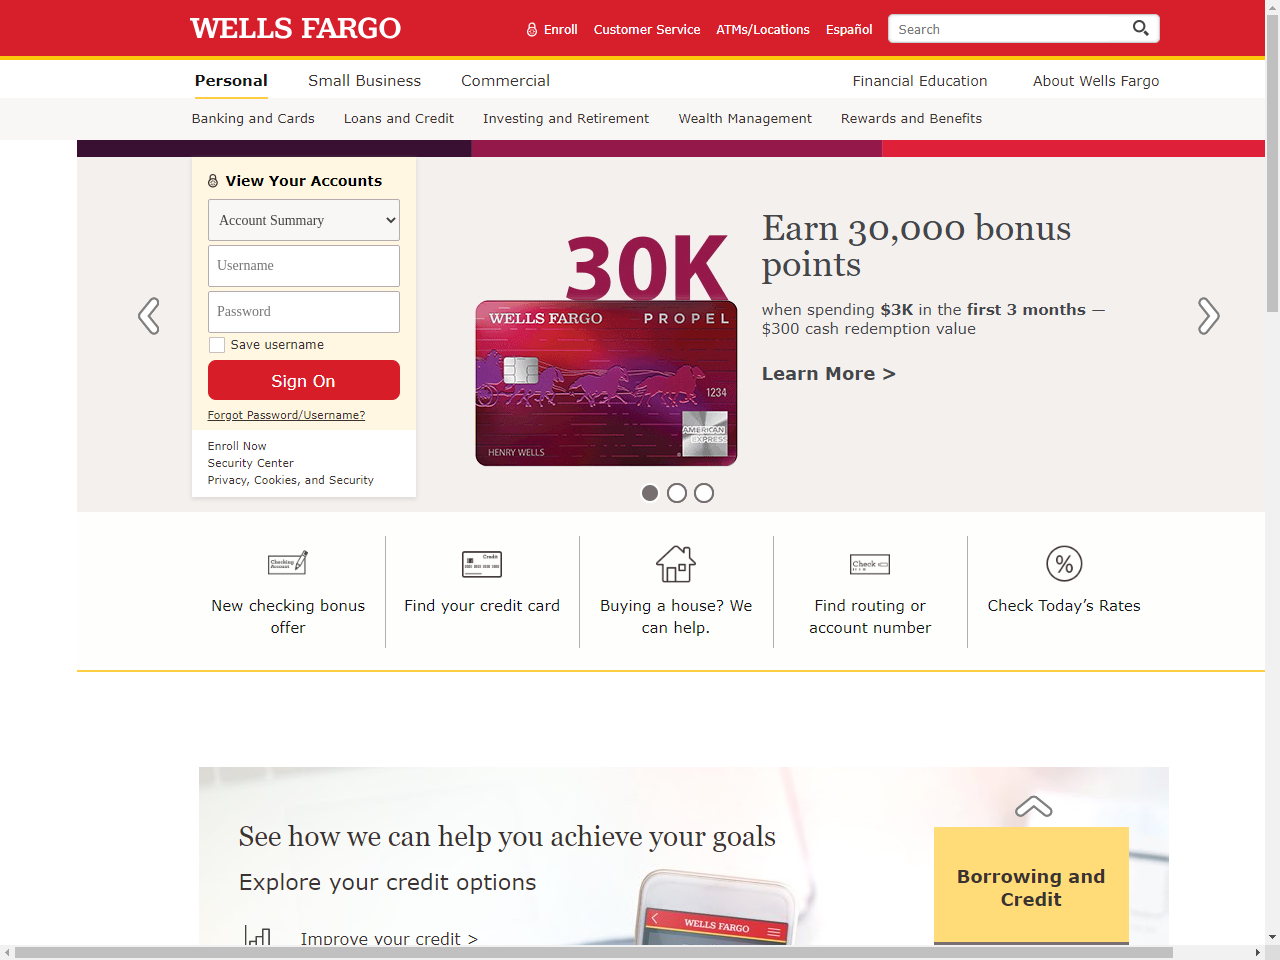 WELLS FARGO
Enroll
Customer Service
ATMs/Locations
Español
Search
Personal
Small Business
Commercial
Financial Education
About Wells Fargo
Banking and Cards
Loans and Credit
Investing and Retirement
Wealth Management
Rewards and Benefits
View Your Accounts
Account Summary
Username
Password
Save username
Sign On
Forgot Password/Username?
Enroll Now
Security Center
Privacy, Cookies, and Security
30K
WELLS FARGO PROPEL
1234
AMERICAN
EXPRESS
HENRY WELLS
Earn 30,000 bonus
points
when spending $3K in the first 3 months —
$300 cash redemption value
Learn More >
Checking
Account
New checking bonus
offer
Credit
Find your credit card
Buying a house? We
can help.
Check
Find routing or
account number
%
Check Today’s Rates
See how we can help you achieve your goals
Explore your credit options
Improve your credit >
WELLS FARGO
Borrowing and
Credit